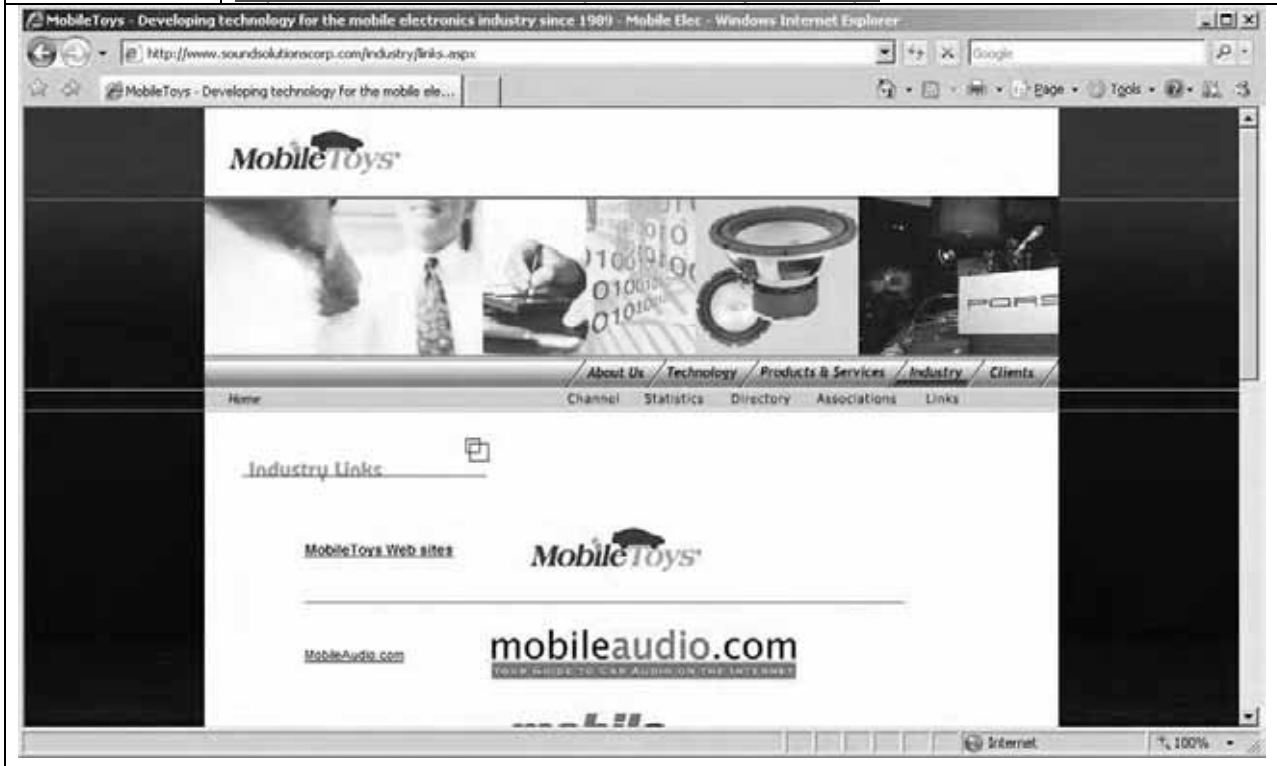 MobileToys - Developing technology for the mobile electronics industry since 1989 - Mobile Elec - Windows Internet Explorer
http://www.soundsolutionscorp.com/industry/links.aspx
Google
MobileToys - Developing technology for the mobile ele...
Page
Tools
MobileToys
010
PORS
About Us
Technology
Products & Services
Industry
Clients
Home
Channel
Statistics
Directory
Associations
Links
Industry Links
MobileToys Web sites
MobileToys
MobileAudio.com
mobileaudio.com
YOUR GUIDE TO CAR AUDIO ON THE INTERNET
Internet
100%